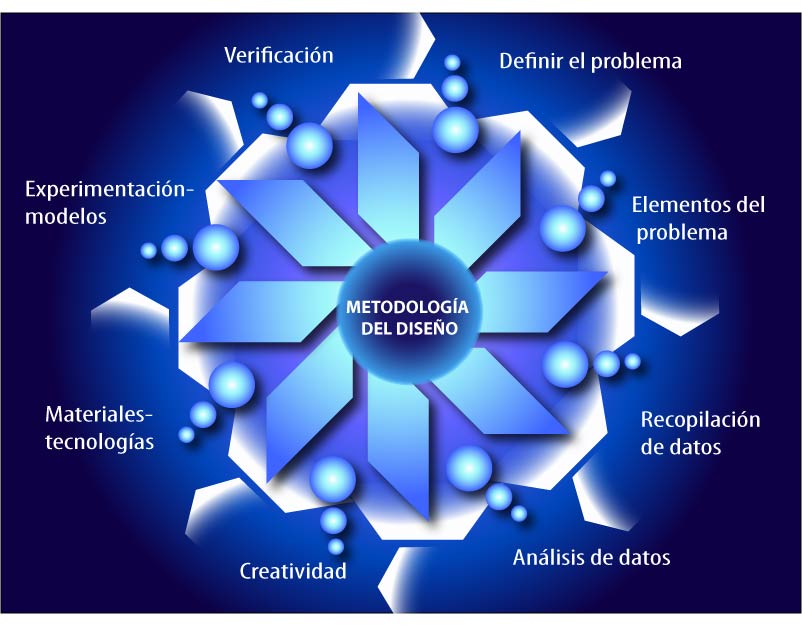 Verificación
Definir el problema
Experimentación-
modelos
Elementos del
problema
METODOLOGÍA
DEL DISEÑO
Materiales-
tecnologías
Recopilación
de datos
Creatividad
Análisis de datos